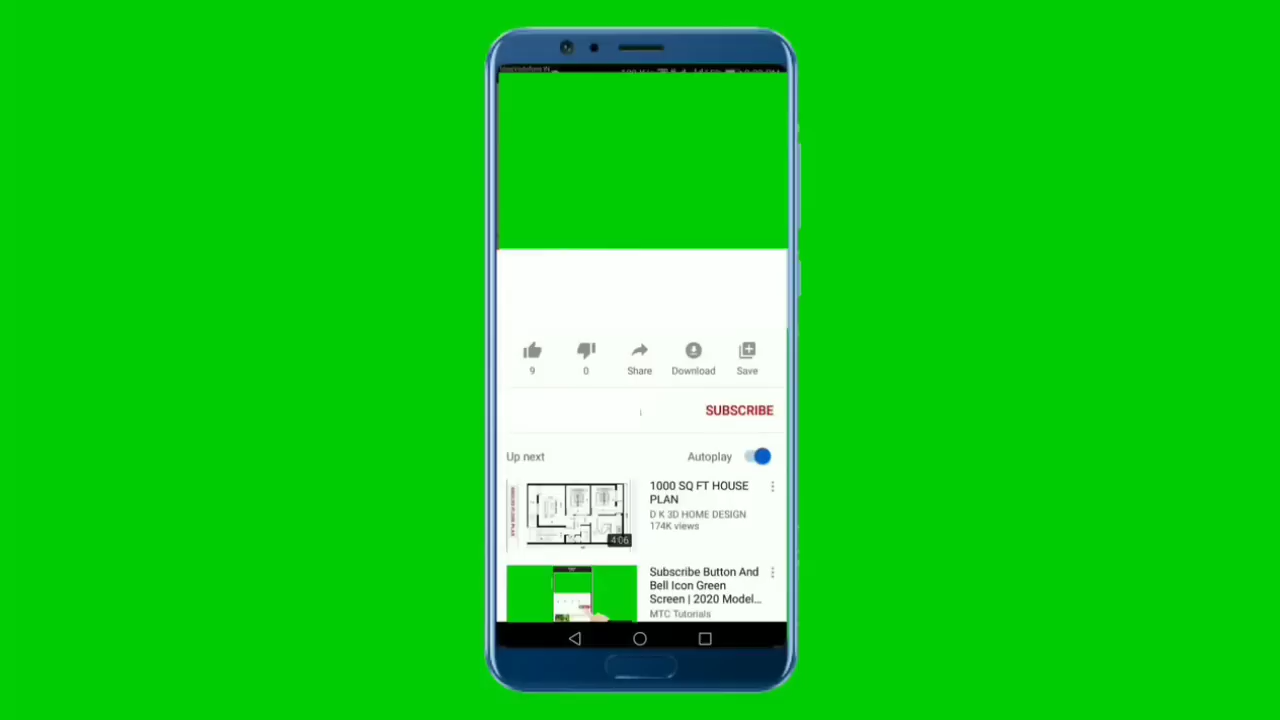 9
0
Share
Download
Save
SUBSCRIBE
Up next
Autoplay
1000 SQ FT HOUSE
PLAN
D K 3D HOME DESIGN
174K views
4:06
Subscribe Button And
Bell Icon Green
Screen | 2020 Model...
MTC Tutorials